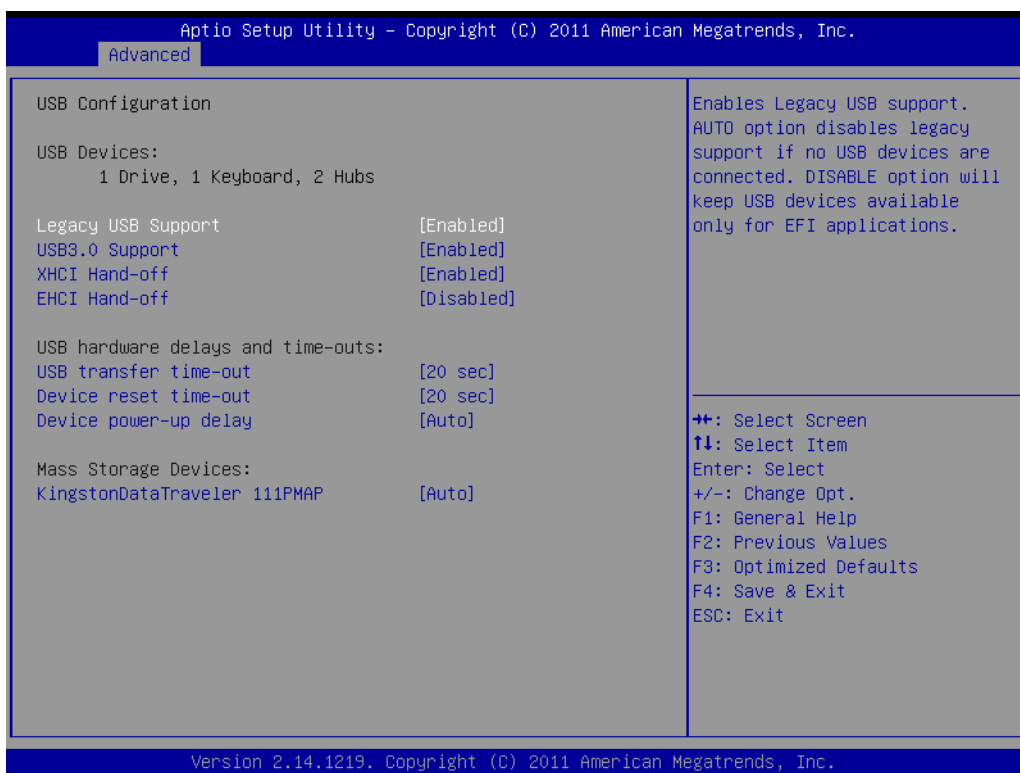 Aptio Setup Utility – Copyright (C) 2011 American Megatrends, Inc.
Advanced
USB Configuration
USB Devices:
1 Drive, 1 Keyboard, 2 Hubs
Legacy USB Support [Enabled]
USB3.0 Support [Enabled]
XHCI Hand-off [Enabled]
EHCI Hand-off [Disabled]
USB hardware delays and time-outs:
USB transfer time-out [20 sec]
Device reset time-out [20 sec]
Device power-up delay [Auto]
Mass Storage Devices:
KingstonDataTraveler 111PMAP [Auto]
Enables Legacy USB support.
AUTO option disables legacy
support if no USB devices are
connected. DISABLE option will
keep USB devices available
only for EFI applications.
→←: Select Screen
↑↓: Select Item
Enter: Select
+/-: Change Opt.
F1: General Help
F2: Previous Values
F3: Optimized Defaults
F4: Save & Exit
ESC: Exit
Version 2.14.1219. Copyright (C) 2011 American Megatrends, Inc.